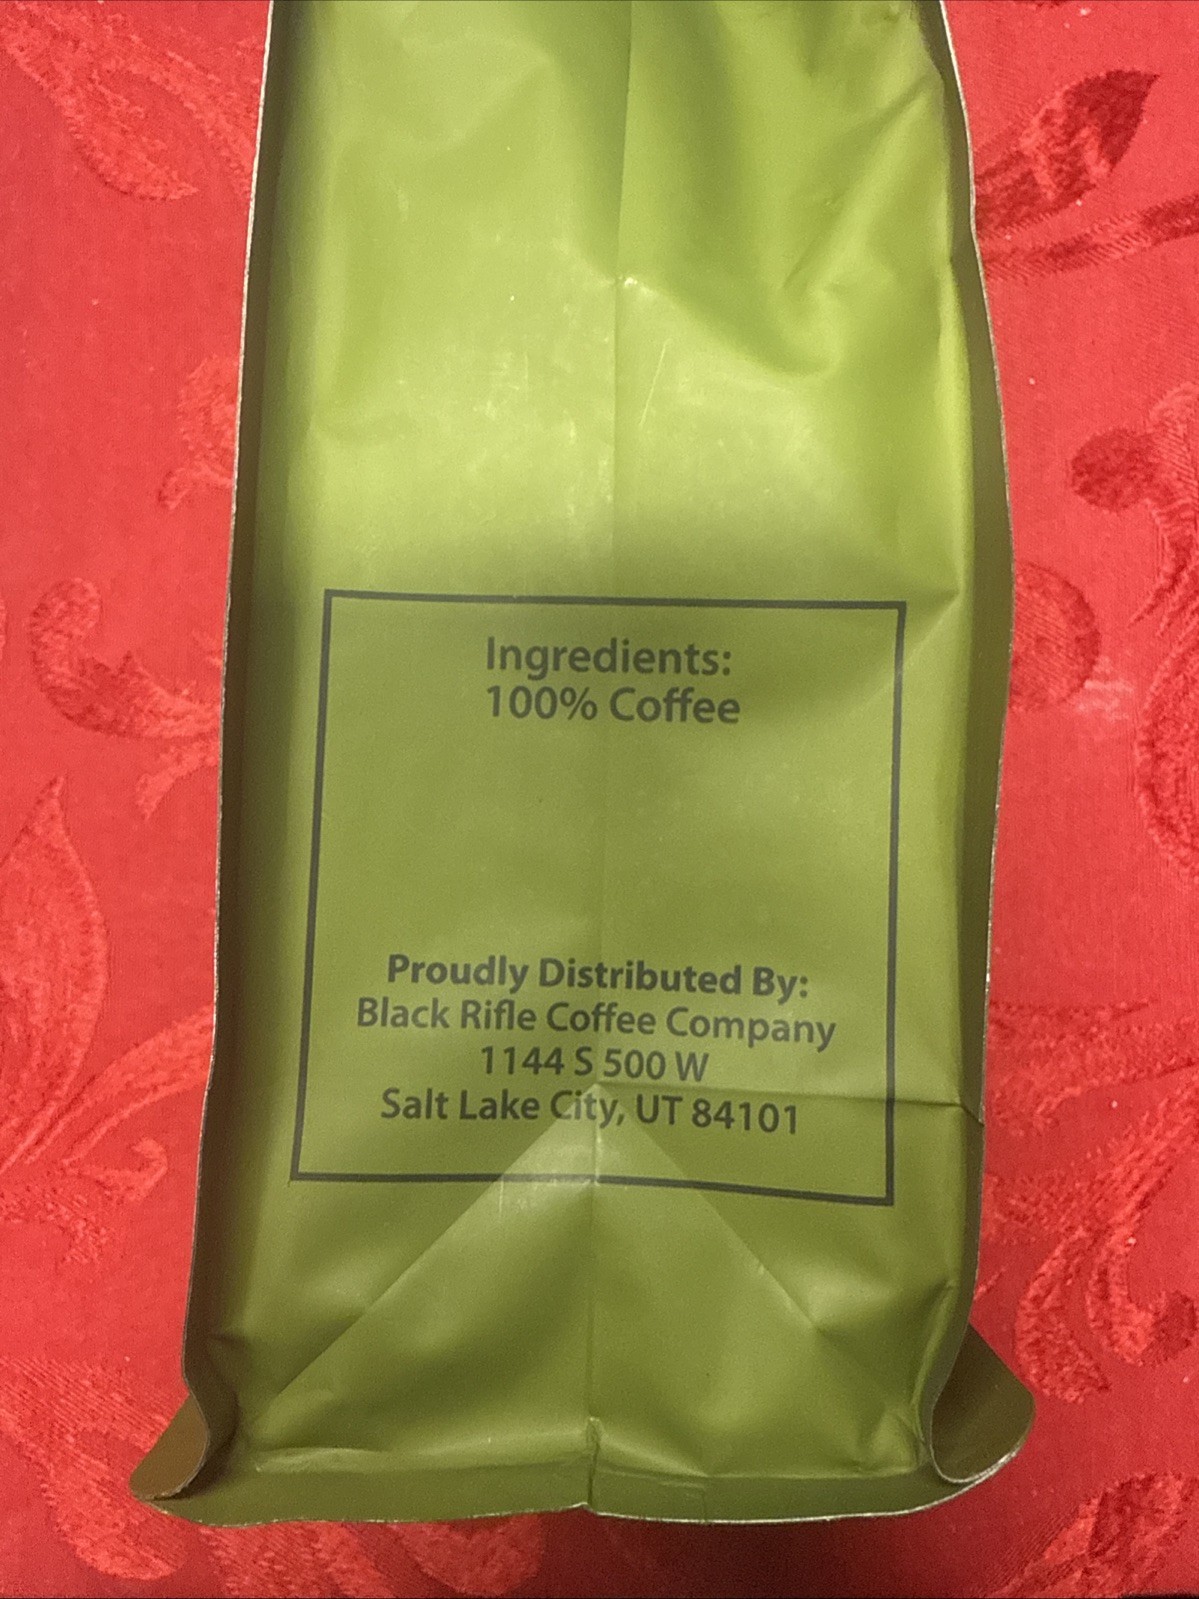 Ingredients:
100% Coffee
Proudly Distributed By:
Black Rifle Coffee Company
1144 S 500 W
Salt Lake City, UT 84101